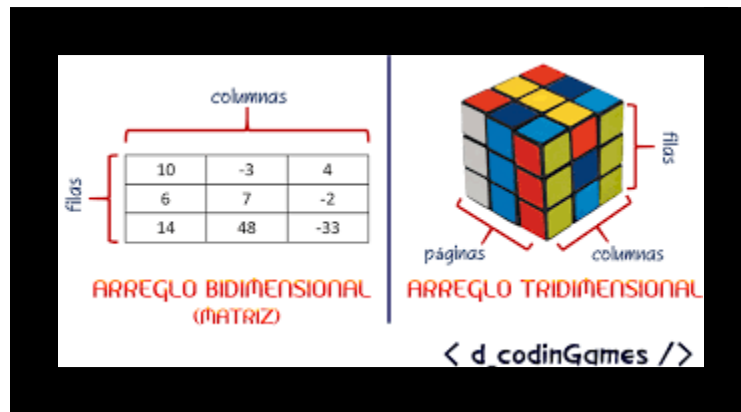 columnas
filas
10 -3 4
6 7 -2
14 48 -33
ARREGLO BIDIMENSIONAL
(MATRIZ)
filas
páginas
columnas
ARREGLO TRIDIMENSIONAL
< d_codinGames />